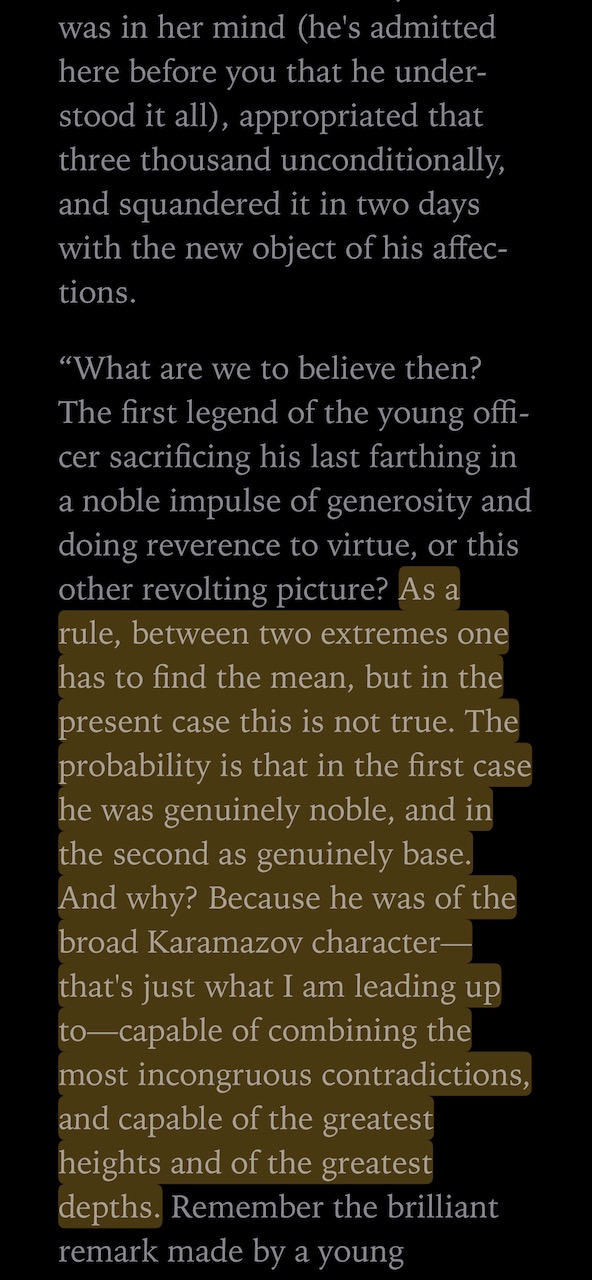 was in her mind (he's admitted
here before you that he under-
stood it all), appropriated that
three thousand unconditionally,
and squandered it in two days
with the new object of his affec-
tions.
“What are we to believe then?
The first legend of the young offi-
cer sacrificing his last farthing in
a noble impulse of generosity and
doing reverence to virtue, or this
other revolting picture? As a
rule, between two extremes one
has to find the mean, but in the
present case this is not true. The
probability is that in the first case
he was genuinely noble, and in
the second as genuinely base.
And why? Because he was of the
broad Karamazov character—
that's just what I am leading up
to—capable of combining the
most incongruous contradictions,
and capable of the greatest
heights and of the greatest
depths. Remember the brilliant
remark made by a young